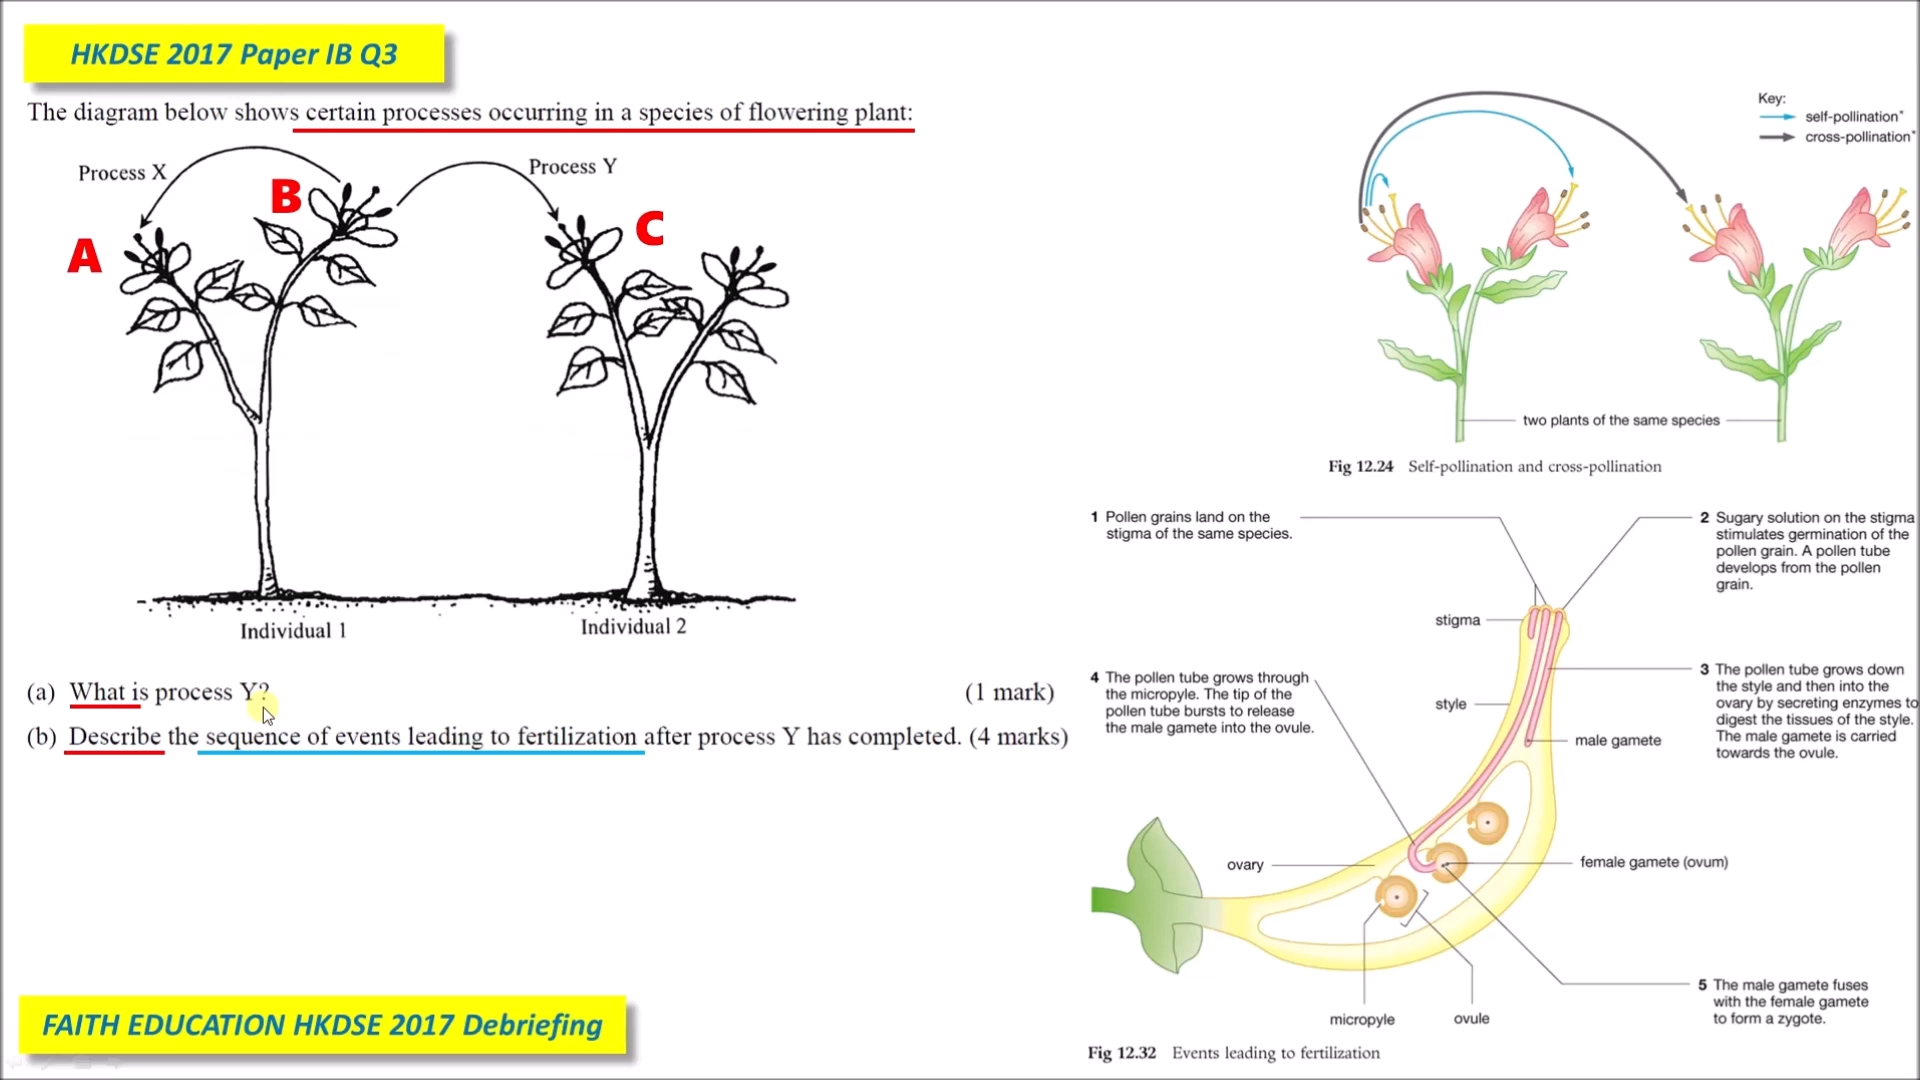 HKDSE 2017 Paper IB Q3
The diagram below shows certain processes occurring in a species of flowering plant:
Process X
Process Y
A
B
C
Individual 1
Individual 2
(a) What is process Y? (1 mark)
(b) Describe the sequence of events leading to fertilization after process Y has completed. (4 marks)
FAITH EDUCATION HKDSE 2017 Debriefing
Key:
self-pollination*
cross-pollination*
two plants of the same species
Fig 12.24 Self-pollination and cross-pollination
1 Pollen grains land on the
stigma of the same species.
2 Sugary solution on the stigma
stimulates germination of the
pollen grain. A pollen tube
develops from the pollen
grain.
stigma
3 The pollen tube grows down
the style and then into the
ovary by secreting enzymes to
digest the tissues of the style.
The male gamete is carried
towards the ovule.
4 The pollen tube grows through
the micropyle. The tip of the
pollen tube bursts to release
the male gamete into the ovule.
style
male gamete
ovary
female gamete (ovum)
5 The male gamete fuses
with the female gamete
to form a zygote.
micropyle
ovule
Fig 12.32 Events leading to fertilization